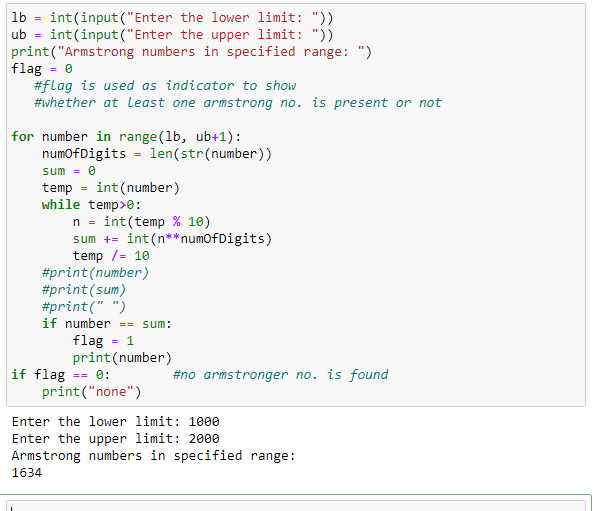 lb = int(input("Enter the lower limit: "))
ub = int(input("Enter the upper limit: "))
print("Armstrong numbers in specified range: ")
flag = 0
#flag is used as indicator to show
#whether at least one armstrong no. is present or not
for number in range(lb, ub+1):
numOfDigits = len(str(number))
sum = 0
temp = int(number)
while temp>0:
n = int(temp % 10)
sum += int(n**numOfDigits)
temp /= 10
#print(number)
#print(sum)
#print(" ")
if number == sum:
flag = 1
print(number)
if flag == 0: #no armstronger no. is found
print("none")
Enter the lower limit: 1000
Enter the upper limit: 2000
Armstrong numbers in specified range:
1634